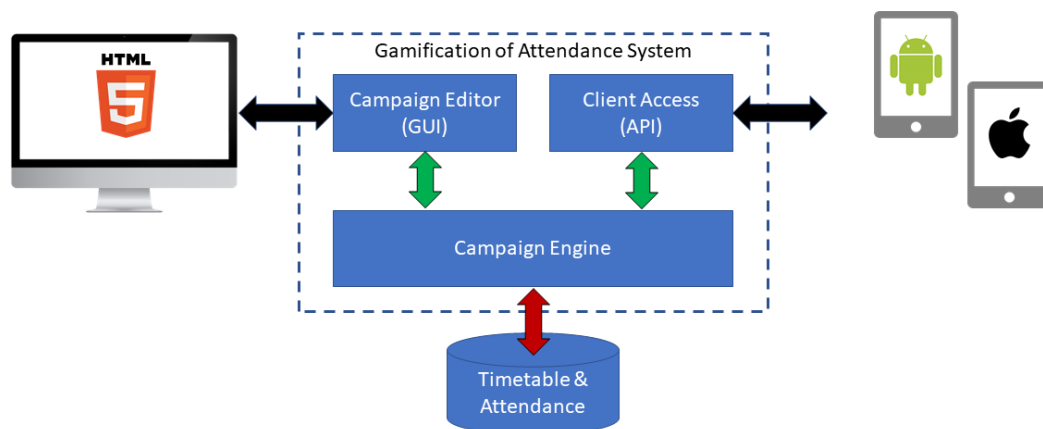 HTML
5
Gamification of Attendance System
Campaign Editor
(GUI)
Client Access
(API)
Campaign Engine
Timetable &
Attendance